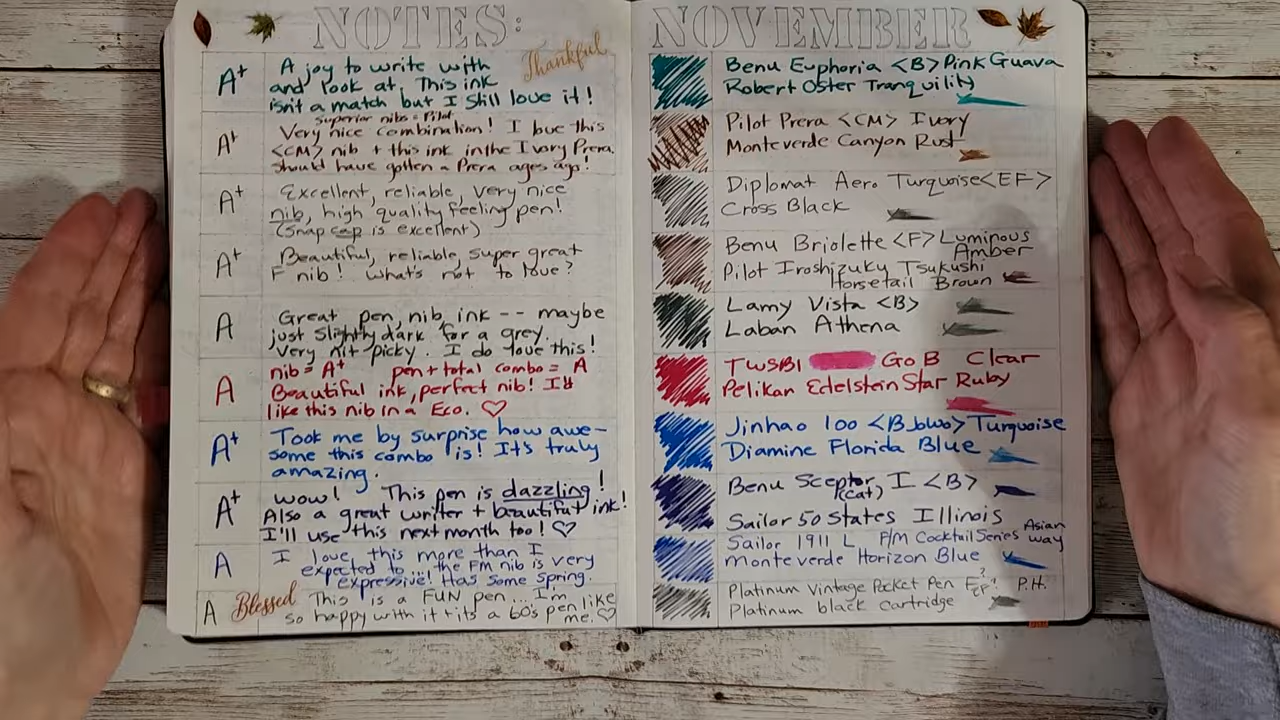 NOTES:
Thankful
A+
A joy to write with
and look at. This ink
isn't a match but I still love it!
superior nibs = Pilot
A+
Very nice combination! I love this
<CM> nib + this ink in the Ivory Prera.
should have gotten a Prera ages ago!
A+
Excellent, reliable, very nice
nib, high quality feeling pen!
(snap cap is excellent)
A+
Beautiful, reliable, super great
F nib! what's not to love?
A
Great pen, nib, ink -- maybe
just slightly dark for a grey.
Very nit-picky. I do love this!
nib = A+ pen + total combo = A
A
Beautiful ink, perfect nib! I'd
like this nib in a Eco. ♡
A+
Took me by surprise how awe-
some this combo is! It's truly
amazing.
A+
wow! This pen is dazzling!
Also a great writer + beautiful ink!
I'll use this next month too! ♡
A
I love this more than I
expected to... the FM nib is very
expressive! Has some spring.
A
Blessed
This is a FUN pen... I'm
so happy with it + its a 60's pen like
me. ♡
NOVEMBER
Benu Euphoria <B> Pink Guava
Robert Oster Tranquility
Pilot Prera <CM> Ivory
Monteverde Canyon Rust
Diplomat Aero Turquoise <EF>
Cross Black
Benu Briolette <F> Luminous
Amber
Pilot Iroshizuku Tsukushi
Horsetail Brown
Lamy Vista <B>
Laban Athena
TWSBI Go B Clear
Pelikan Edelstein Star Ruby
Jinhao 100 <B Jowo> Turquoise
Diamine Florida Blue
Benu Scepter I <B>
(cat)
Sailor 50 States Illinois
Sailor 1911 L F/M Cocktail Series Asian
way
Monteverde Horizon Blue
Platinum Vintage Pocket Pen F? P.H.
EF?
Platinum black Cartridge